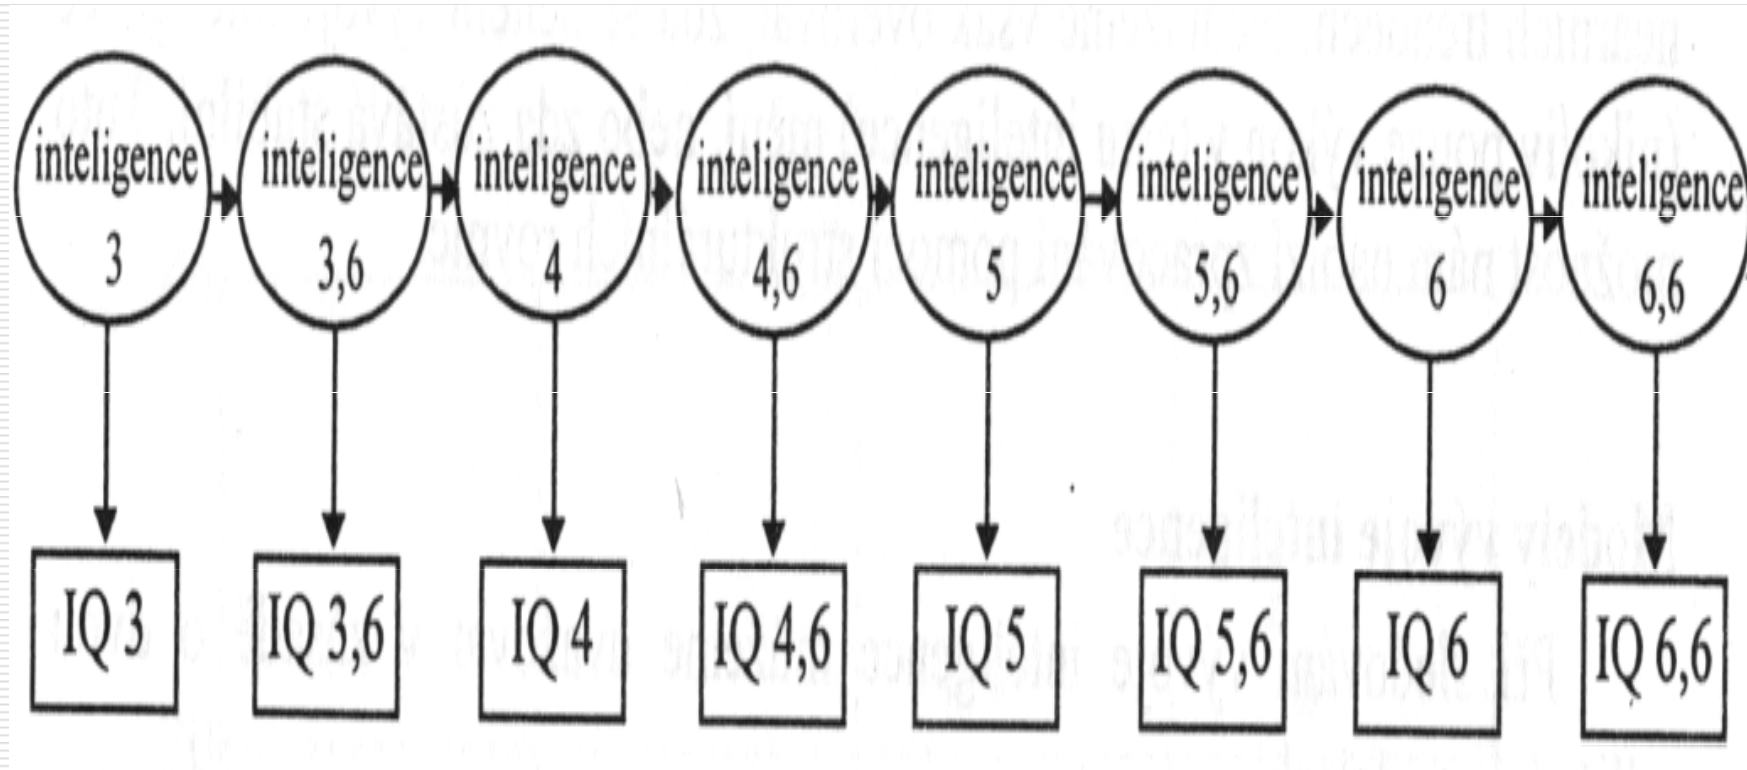 inteligence
3
inteligence
3,6
inteligence
4
inteligence
4,6
inteligence
5
inteligence
5,6
inteligence
6
inteligence
6,6
IQ 3
IQ 3,6
IQ 4
IQ 4,6
IQ 5
IQ 5,6
IQ 6
IQ 6,6